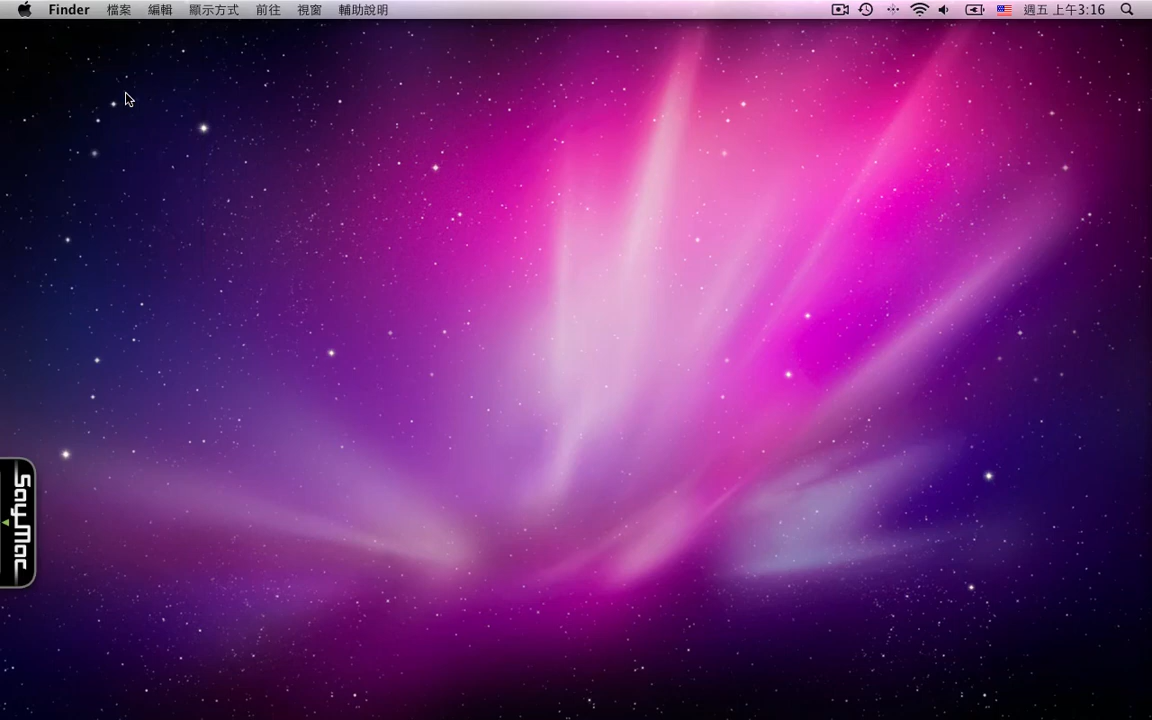 Finder 檔案 編輯 顯示方式 前往 視窗 輔助說明 週五 上午3:16
Say_Mac